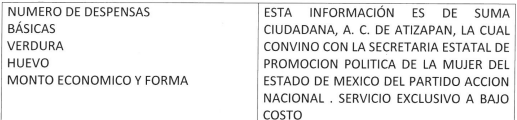 NUMERO DE DESPENSAS
BÁSICAS
VERDURA
HUEVO
MONTO ECONOMICO Y FORMA
ESTA INFORMACIÓN ES DE SUMA
CIUDADANA, A. C. DE ATIZAPAN, LA CUAL
CONVINO CON LA SECRETARIA ESTATAL DE
PROMOCION POLITICA DE LA MUJER DEL
ESTADO DE MEXICO DEL PARTIDO ACCION
NACIONAL . SERVICIO EXCLUSIVO A BAJO
COSTO